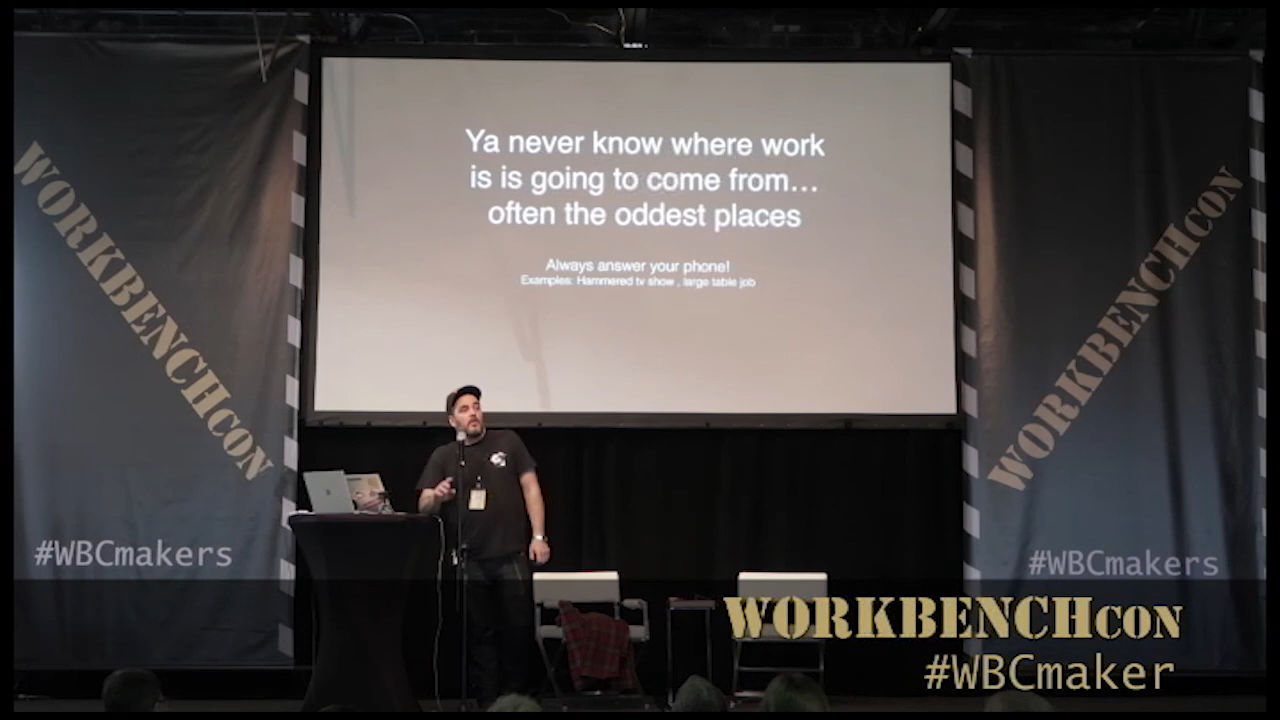 Ya never know where work
is is going to come from...
often the oddest places
Always answer your phone!
Examples: Hammered tv show , large table job
WORKBENCHCON
#WBCmakers
WORKBENCHCON
#WBCmakers
WORKBENCHCON
#WBCmaker